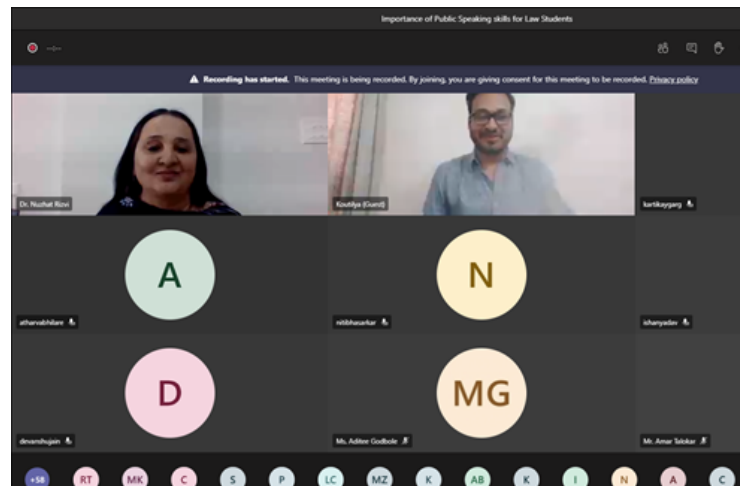 Importance of Public Speaking skills for Law Students
Recording has started. This meeting is being recorded. By joining, you are giving consent for this meeting to be recorded. Privacy policy
Dr. Nuzhat Rizvi
Koutilya (Guest)
kartikaygarg
A
N
atharvabhilare
nitibhasarkar
ishanyadev
D
MG
devanshujain
Ms. Aditee Godbole
Mr. Amar Talokar
+58 RT MK C S P LC MZ K AB K I N A C